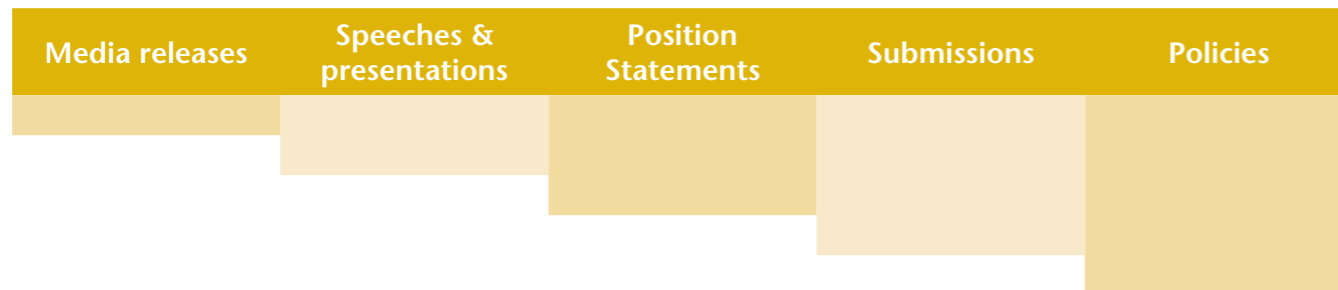 Media releases
Speeches &
presentations
Position
Statements
Submissions
Policies